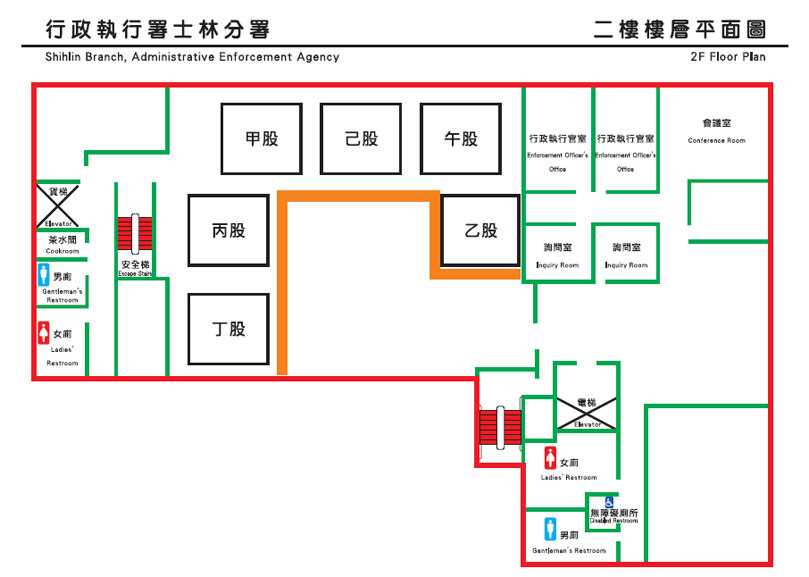 行政執行署士林分署
二樓樓層平面圖
Shihlin Branch, Administrative Enforcement Agency
2F Floor Plan
甲股
己股
午股
行政執行官室
Enforcement Officer's
Office
行政執行官室
Enforcement Officer's
Office
會議室
Conference Room
貨梯
Elevator
丙股
乙股
茶水間
Cookroom
安全梯
Escape Stairs
詢問室
Inquiry Room
詢問室
Inquiry Room
男廁
Gentleman's
Restroom
女廁
Ladies'
Restroom
丁股
電梯
Elevator
女廁
Ladies' Restroom
無障礙廁所
Disabled Restroom
男廁
Gentleman's Restroom